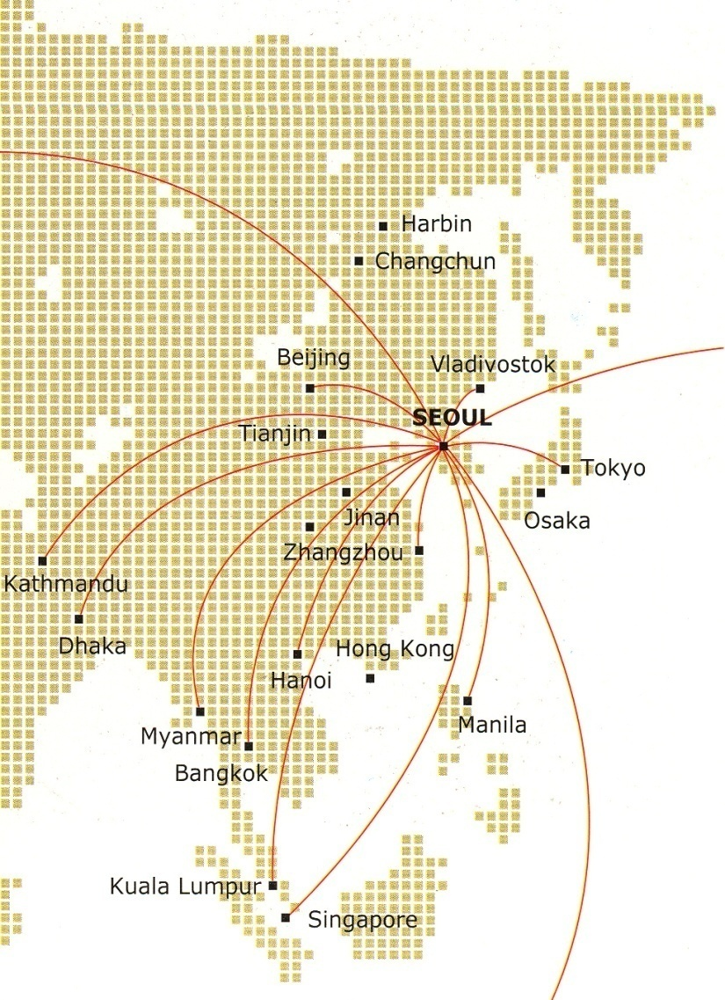 Harbin
Changchun
Beijing
Vladivostok
SEOUL
Tianjin
Tokyo
Jinan
Osaka
Zhangzhou
Kathmandu
Dhaka
Hong Kong
Hanoi
Manila
Myanmar
Bangkok
Kuala Lumpur
Singapore